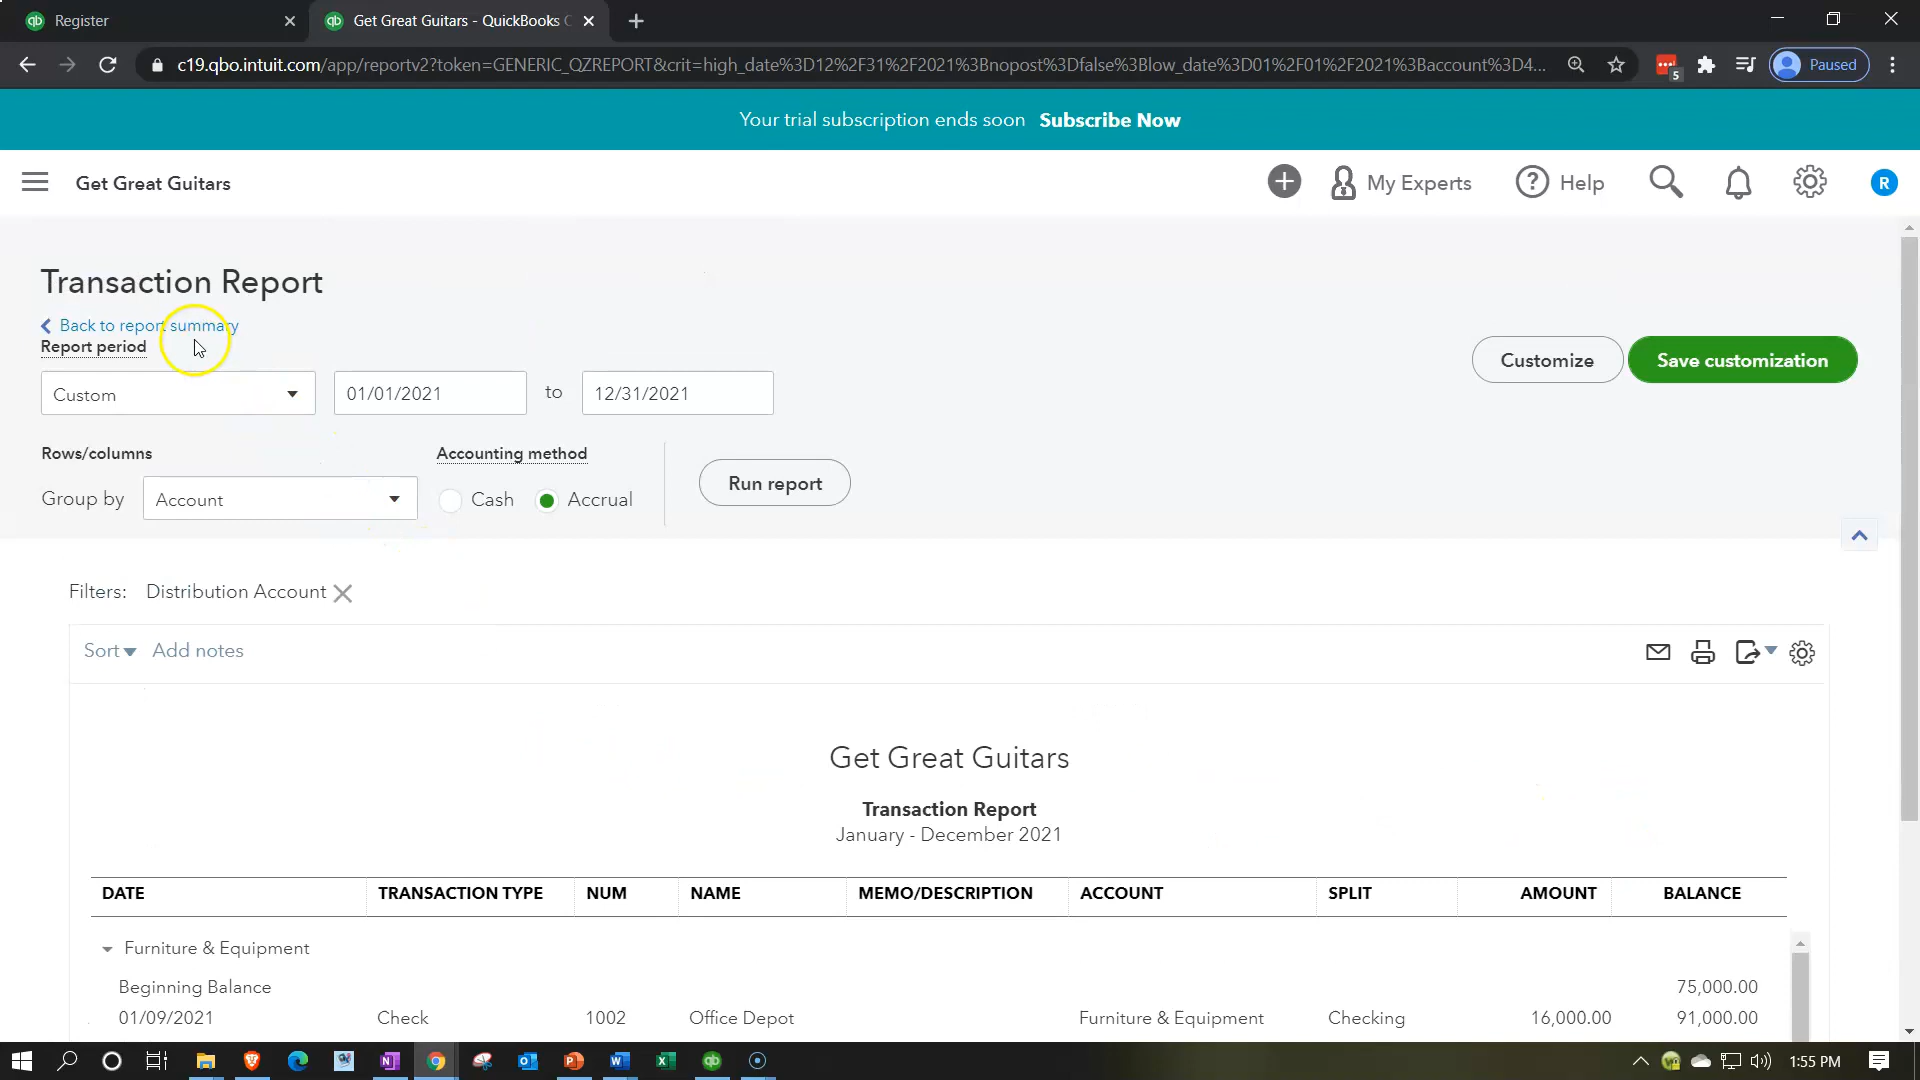 Register
Get Great Guitars - QuickBooks
c19.qbo.intuit.com/app/reportv2?token=GENERIC_QZREPORT&crit=high_date%3D12%2F31%2F2021%3Bnopost%3Dfalse%3Blow_date%3D01%2F01%2F2021%3Baccount%3D4...
5
Paused
Your trial subscription ends soon Subscribe Now
Get Great Guitars
My Experts
Help
R
Transaction Report
Back to report summary
Report period
Custom
01/01/2021 to 12/31/2021
Customize
Save customization
Rows/columns
Accounting method
Group by Account
Cash
Accrual
Run report
Filters: Distribution Account
Sort Add notes
Get Great Guitars
Transaction Report
January - December 2021
DATE TRANSACTION TYPE NUM NAME MEMO/DESCRIPTION ACCOUNT SPLIT AMOUNT BALANCE
Furniture & Equipment
Beginning Balance 75,000.00
01/09/2021 Check 1002 Office Depot Furniture & Equipment Checking 16,000.00 91,000.00
1:55 PM